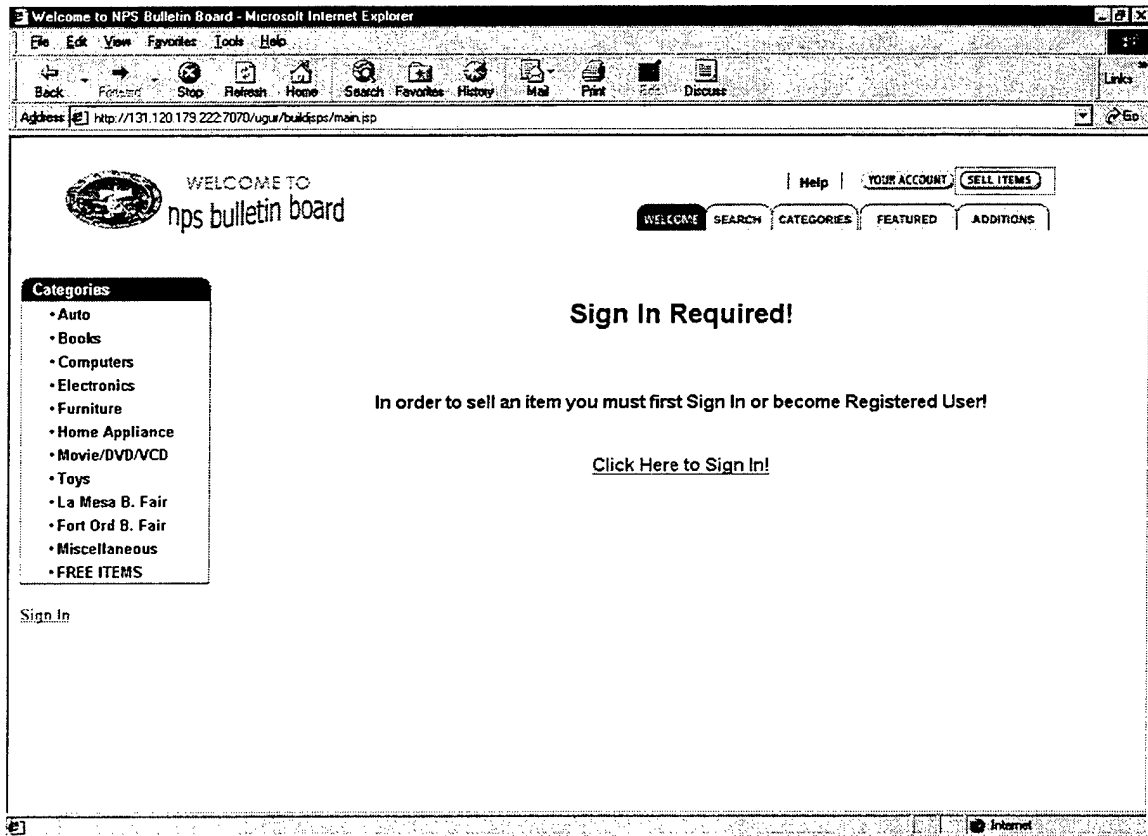 Welcome to NPS Bulletin Board - Microsoft Internet Explorer
File Edit View Favorites Tools Help
Back Forward Stop Refresh Home Search Favorites History Mail Print Edit Discuss Links »
Address http://131.120.179.222:7070/ugur/buildjsps/main.jsp Go
WELCOME TO
nps bulletin board
| Help | YOUR ACCOUNT SELL ITEMS
WELCOME SEARCH CATEGORIES FEATURED ADDITIONS
Categories
• Auto
• Books
• Computers
• Electronics
• Furniture
• Home Appliance
• Movie/DVD/VCD
• Toys
• La Mesa B. Fair
• Fort Ord B. Fair
• Miscellaneous
• FREE ITEMS
Sign In
Sign In Required!
In order to sell an item you must first Sign In or become Registered User!
Click Here to Sign In!
Internet